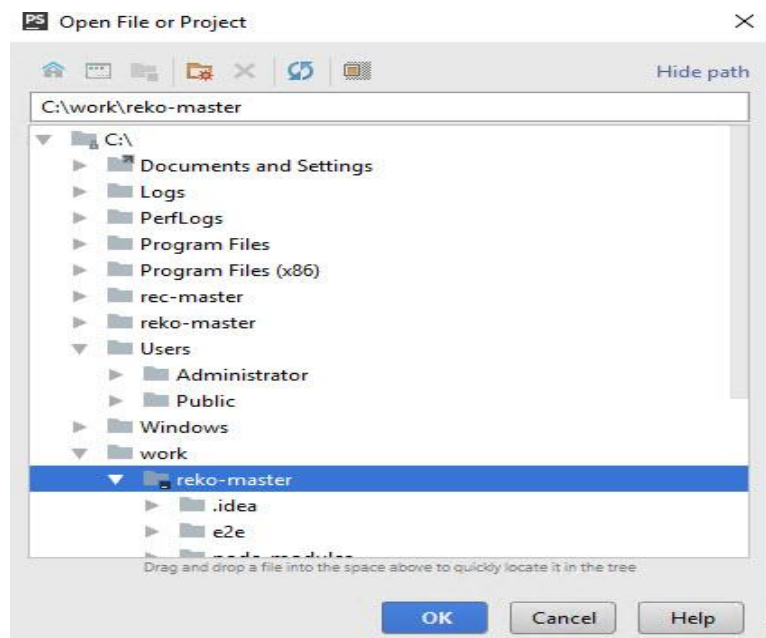 PS Open File or Project
Hide path
C:\work\reko-master
C:\
Documents and Settings
Logs
PerfLogs
Program Files
Program Files (x86)
rec-master
reko-master
Users
Administrator
Public
Windows
work
reko-master
.idea
e2e
Drag and drop a file into the space above to quickly locate it in the tree
OK Cancel Help